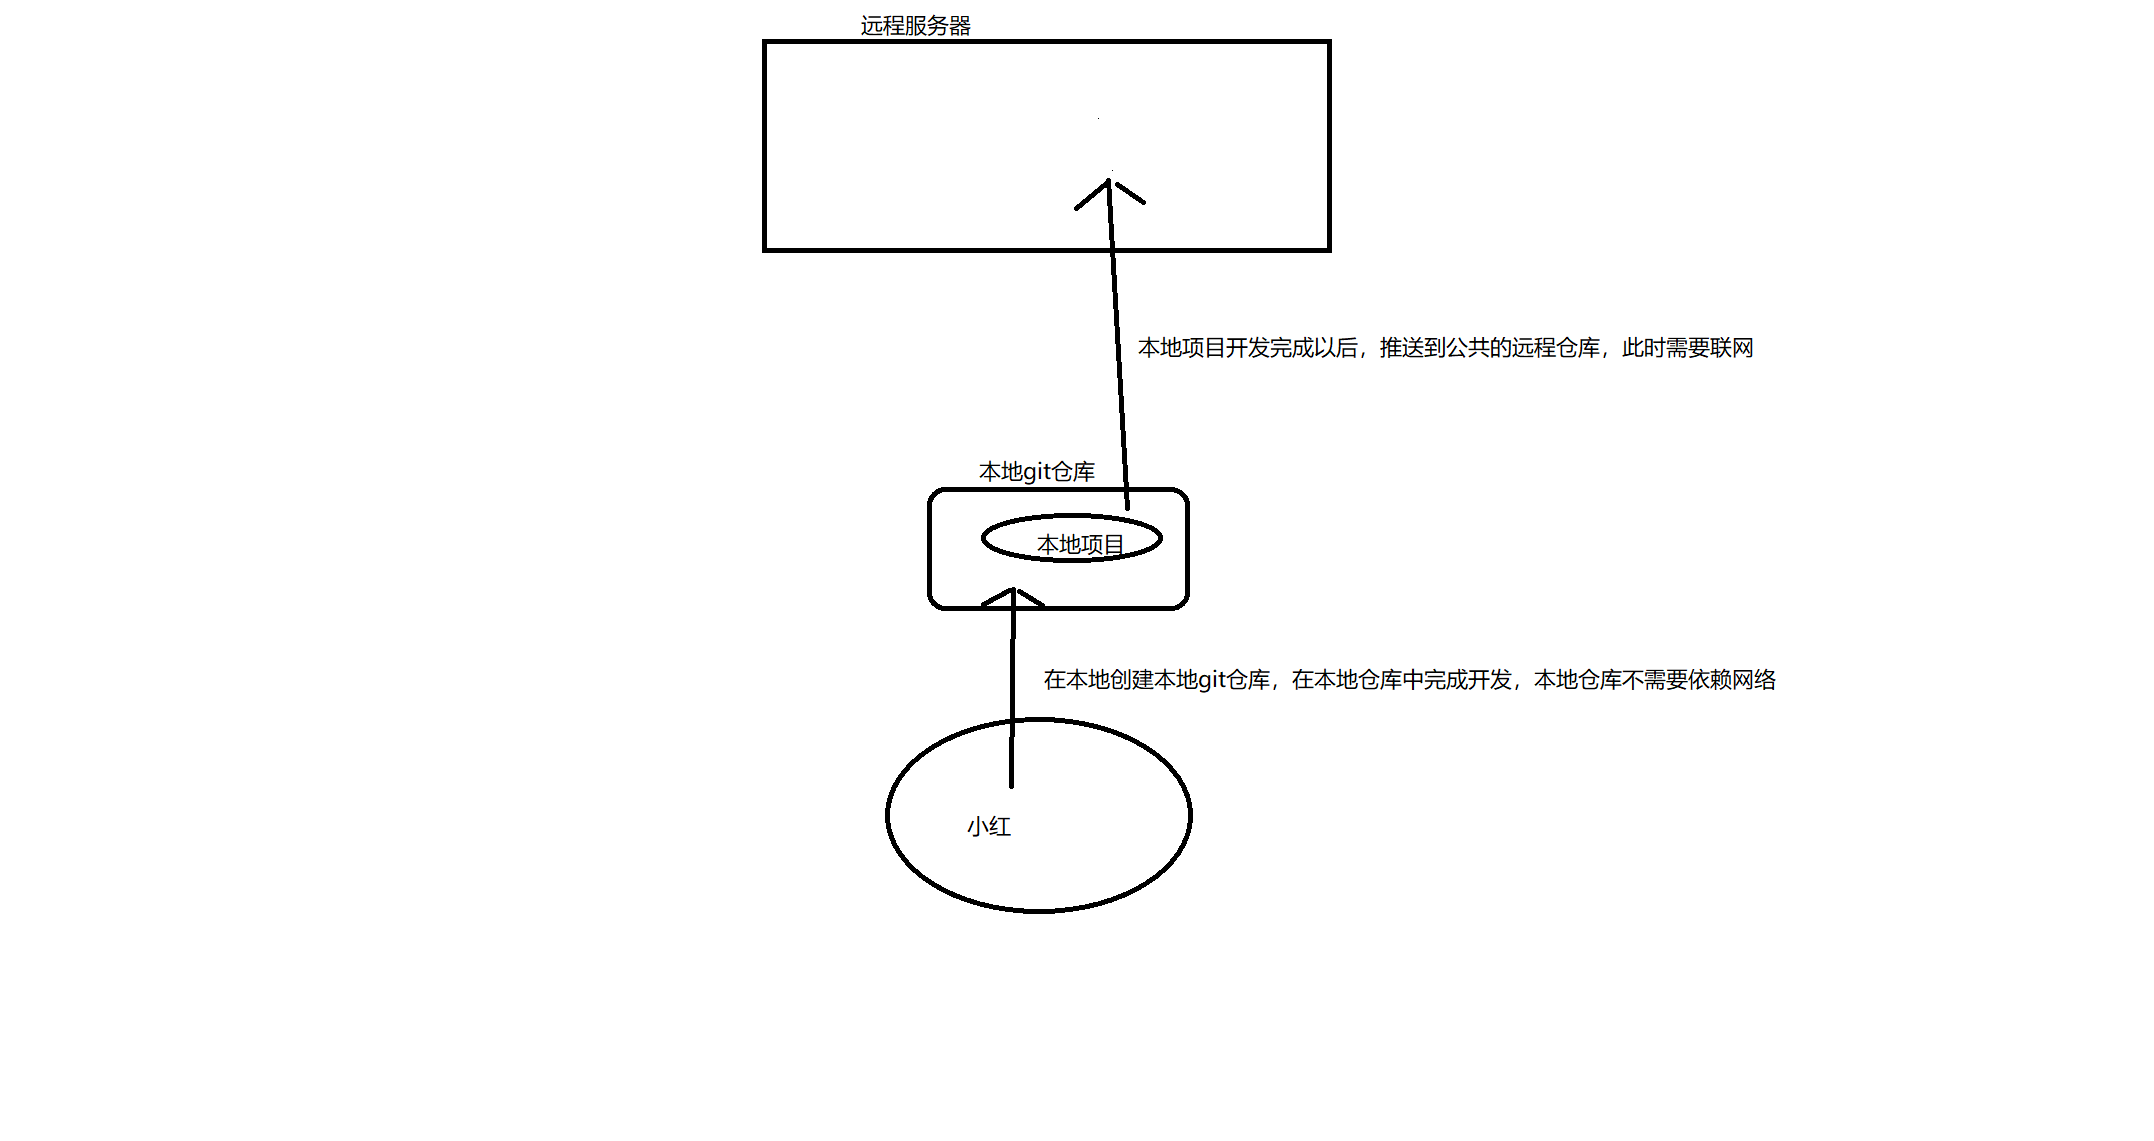 远程服务器
本地项目开发完成以后，推送到公共的远程仓库，此时需要联网
本地git仓库
本地项目
在本地创建本地git仓库，在本地仓库中完成开发，本地仓库不需要依赖网络
小红